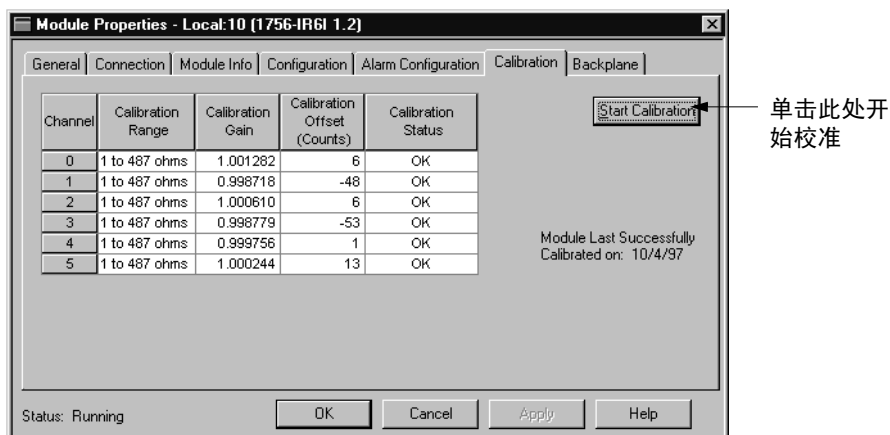 Module Properties - Local:10 (1756-IR6I 1.2)
General Connection Module Info Configuration Alarm Configuration Calibration Backplane
Channel Calibration Range Calibration Gain Calibration Offset (Counts) Calibration Status
0 1 to 487 ohms 1.001282 6 OK
1 1 to 487 ohms 0.998718 -48 OK
2 1 to 487 ohms 1.000610 6 OK
3 1 to 487 ohms 0.998779 -53 OK
4 1 to 487 ohms 0.999756 1 OK
5 1 to 487 ohms 1.000244 13 OK
Start Calibration
单击此处开
始校准
Module Last Successfully
Calibrated on: 10/4/97
Status: Running
OK Cancel Apply Help